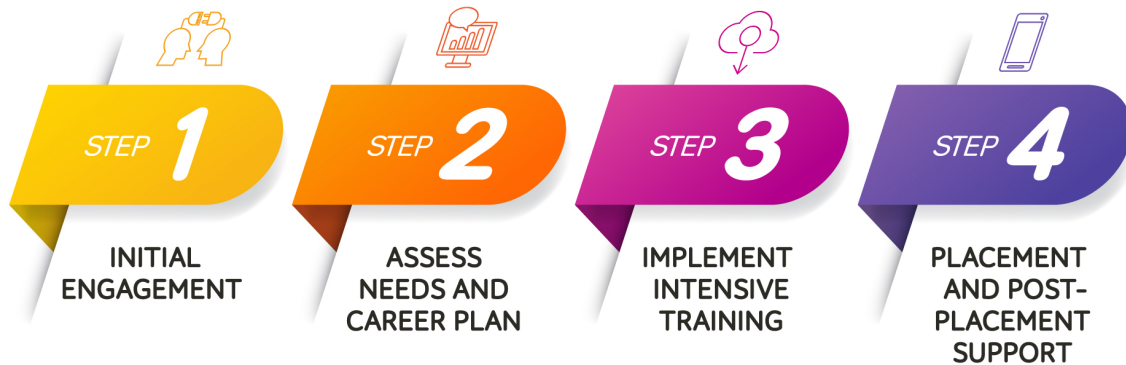 STEP 1
INITIAL
ENGAGEMENT
STEP 2
ASSESS
NEEDS AND
CAREER PLAN
STEP 3
IMPLEMENT
INTENSIVE
TRAINING
STEP 4
PLACEMENT
AND POST-
PLACEMENT
SUPPORT